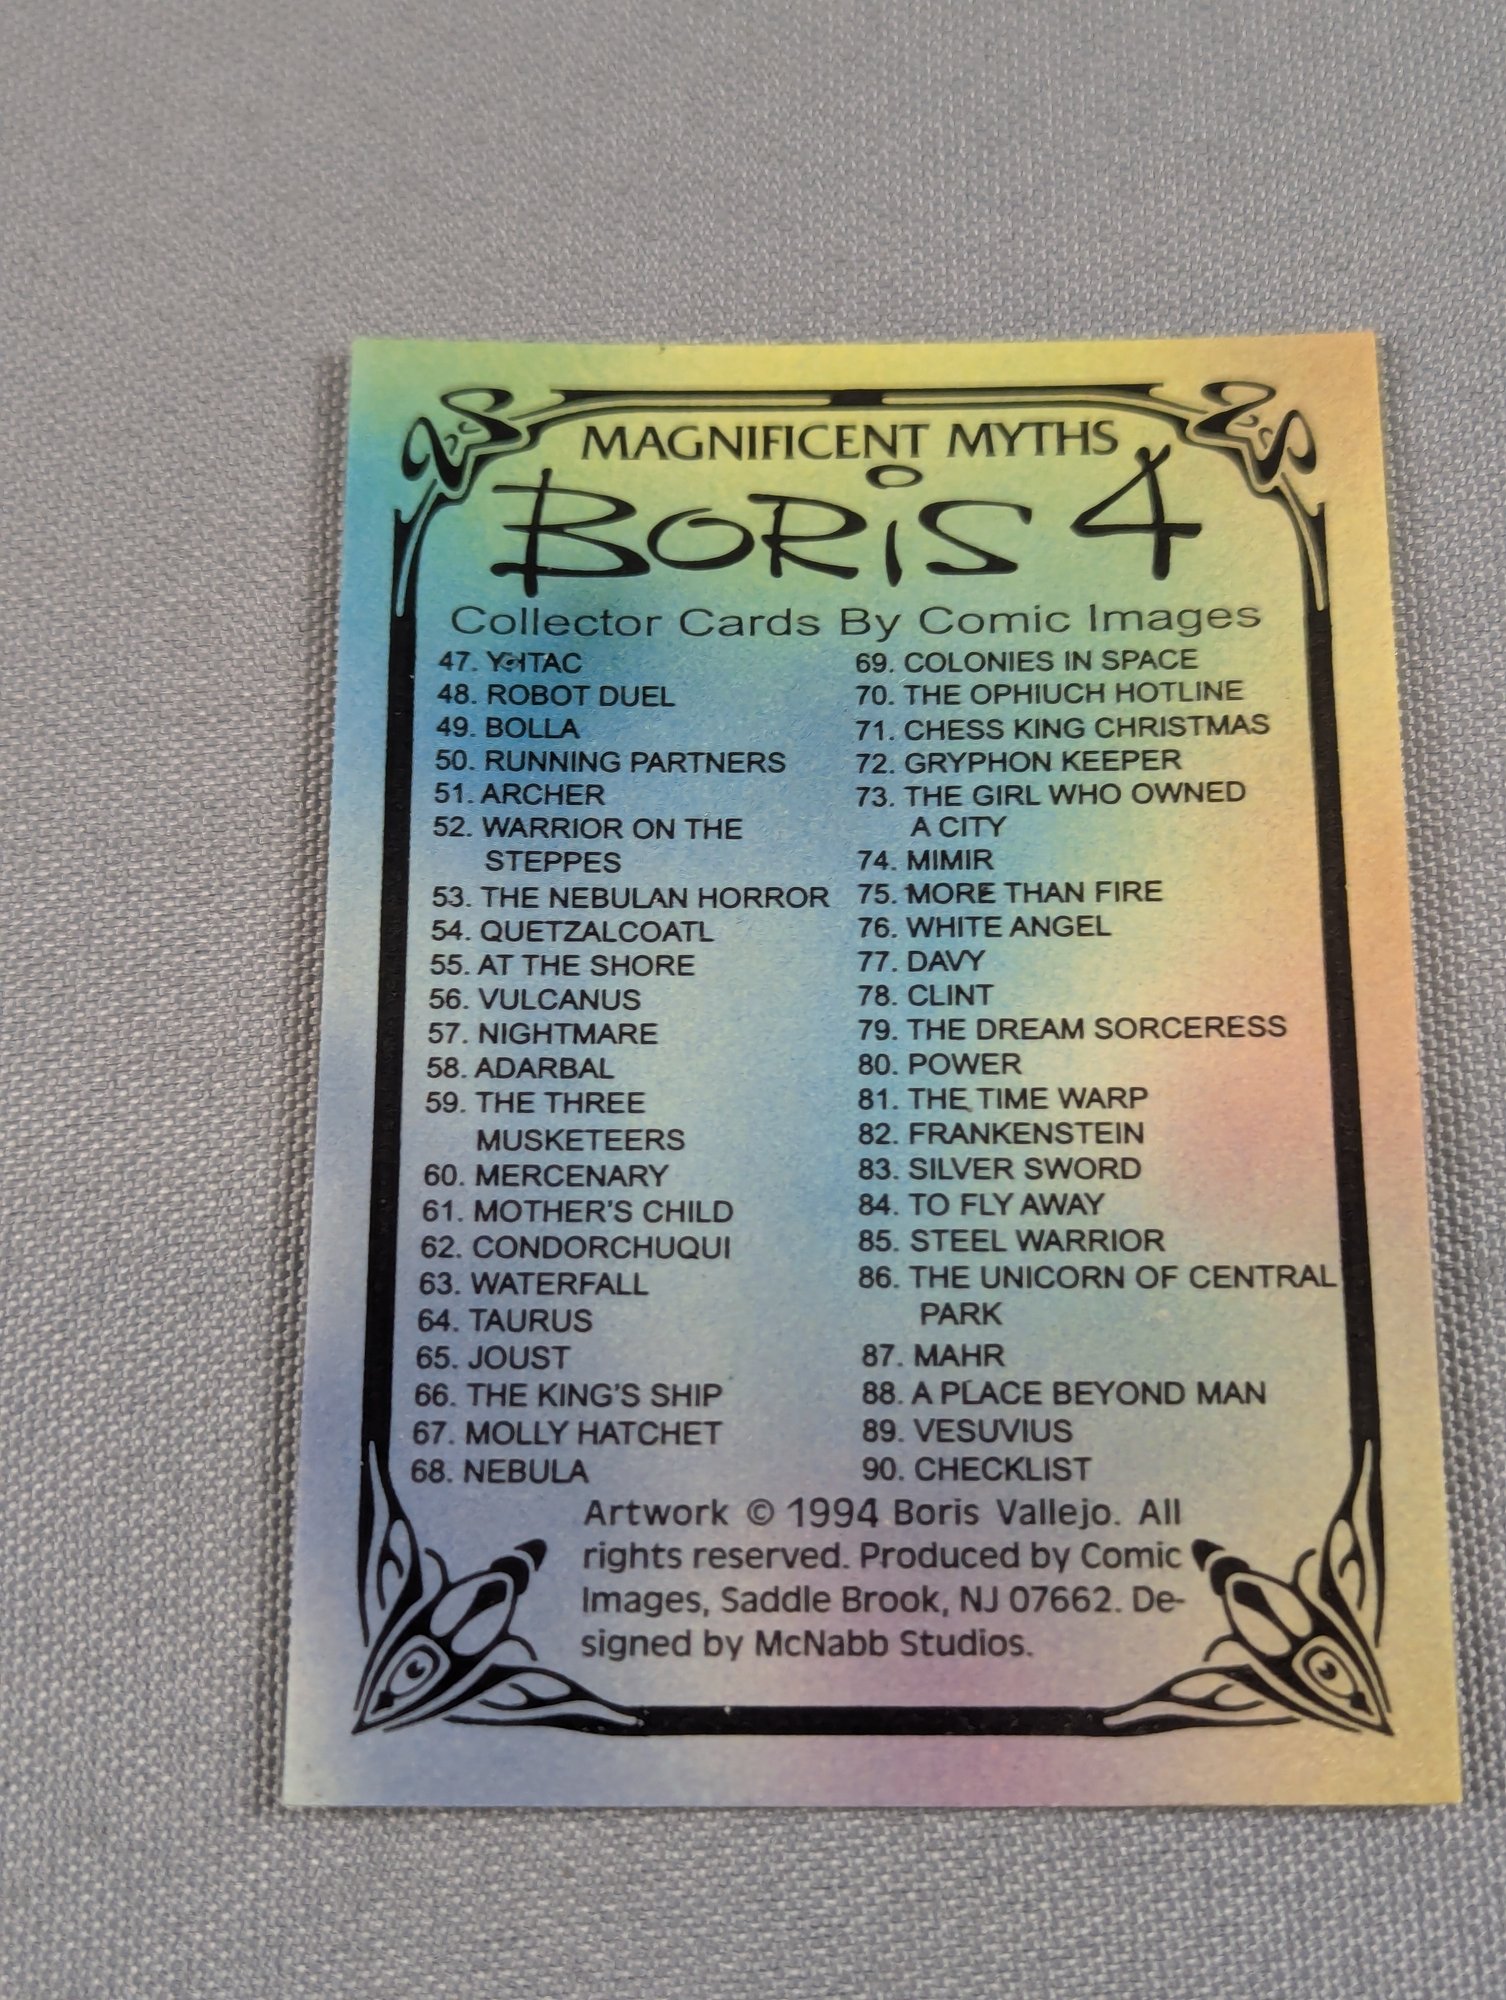 MAGNIFICENT MYTHS
BORiS 4
Collector Cards By Comic Images
47.
48. ROBOT DUEL
49. BOLLA
50. RUNNING PARTNERS
51. ARCHER
52. WARRIOR ON THE
STEPPES
53. THE NEBULAN HORROR
54. QUETZALCOATL
55. AT THE SHORE
56. VULCANUS
57. NIGHTMARE
58. ADARBAL
59. THE THREE
MUSKETEERS
60. MERCENARY
61. MOTHER'S CHILD
62. CONDORCHUQUI
63. WATERFALL
64. TAURUS
65. JOUST
66. THE KING'S SHIP
67. MOLLY HATCHET
68. NEBULA
69. COLONIES IN SPACE
70. THE OPHIUCH HOTLINE
71. CHESS KING CHRISTMAS
72. GRYPHON KEEPER
73. THE GIRL WHO OWNED
A CITY
74. MIMIR
75. MORE THAN FIRE
76. WHITE ANGEL
77. DAVY
78. CLINT
79. THE DREAM SORCERESS
80. POWER
81. THE TIME WARP
82. FRANKENSTEIN
83. SILVER SWORD
84. TO FLY AWAY
85. STEEL WARRIOR
86. THE UNICORN OF CENTRAL
PARK
87. MAHR
88. A PLACE BEYOND MAN
89. VESUVIUS
90. CHECKLIST
Artwork © 1994 Boris Vallejo. All
rights reserved. Produced by Comic
Images, Saddle Brook, NJ 07662. De-
signed by McNabb Studios.